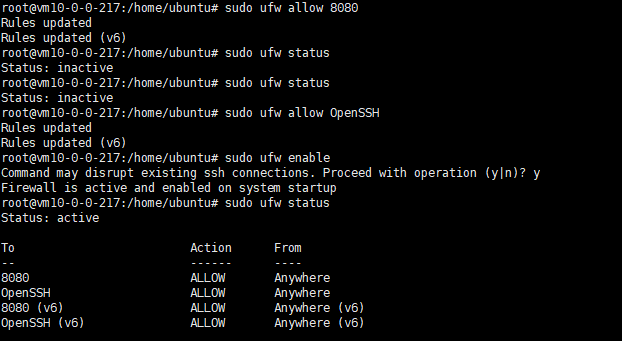 root@vm10-0-0-217:/home/ubuntu# sudo ufw allow 8080
Rules updated
Rules updated (v6)
root@vm10-0-0-217:/home/ubuntu# sudo ufw status
Status: inactive
root@vm10-0-0-217:/home/ubuntu# sudo ufw status
Status: inactive
root@vm10-0-0-217:/home/ubuntu# sudo ufw allow OpenSSH
Rules updated
Rules updated (v6)
root@vm10-0-0-217:/home/ubuntu# sudo ufw enable
Command may disrupt existing ssh connections. Proceed with operation (y|n)? y
Firewall is active and enabled on system startup
root@vm10-0-0-217:/home/ubuntu# sudo ufw status
Status: active

To                         Action      From
--                         ------      ----
8080                       ALLOW       Anywhere
OpenSSH                    ALLOW       Anywhere
8080 (v6)                  ALLOW       Anywhere (v6)
OpenSSH (v6)               ALLOW       Anywhere (v6)